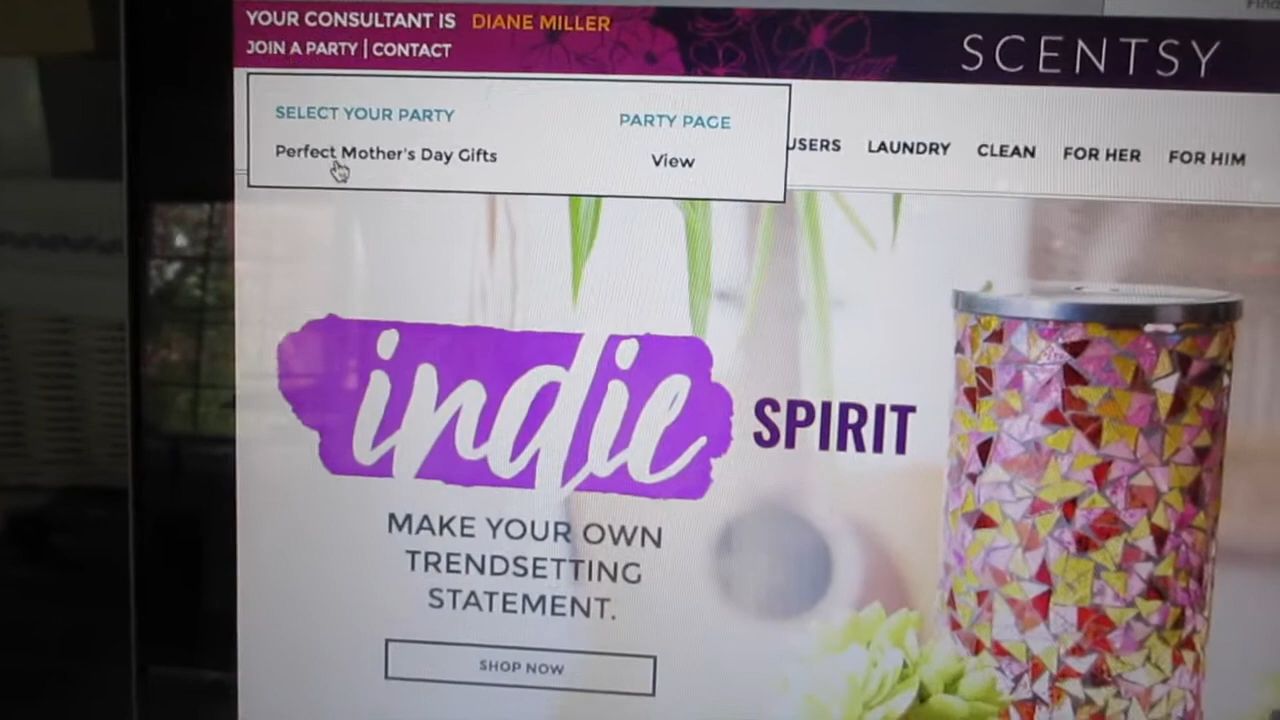 YOUR CONSULTANT IS DIANE MILLER
JOIN A PARTY | CONTACT
SCENTSY
SELECT YOUR PARTY PARTY PAGE
Perfect Mother's Day Gifts View
USERS LAUNDRY CLEAN FOR HER FOR HIM
indie SPIRIT
MAKE YOUR OWN
TRENDSETTING
STATEMENT.
SHOP NOW